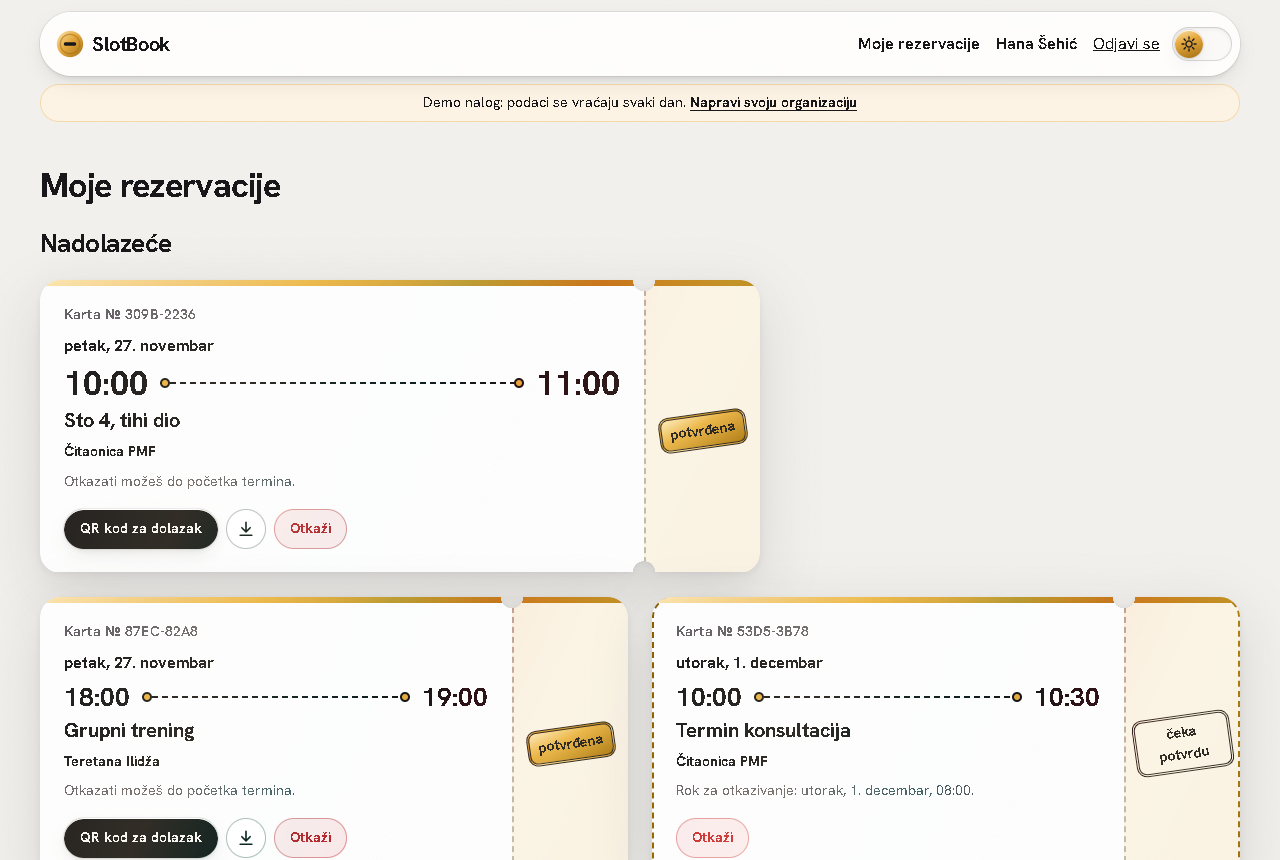 SlotBook
Moje rezervacije Hana Šehić Odjavi se
Demo nalog: podaci se vraćaju svaki dan. Napravi svoju organizaciju
Moje rezervacije
Nadolazeće
Karta № 309B-2236
petak, 27. novembar
10:00 11:00
Sto 4, tihi dio
Čitaonica PMF
Otkazati možeš do početka termina.
QR kod za dolazak Otkaži
potvrđena
Karta № 87EC-82A8
petak, 27. novembar
18:00 19:00
Grupni trening
Teretana Ilidža
Otkazati možeš do početka termina.
QR kod za dolazak Otkaži
potvrđena
Karta № 53D5-3B78
utorak, 1. decembar
10:00 10:30
Termin konsultacija
Čitaonica PMF
Rok za otkazivanje: utorak, 1. decembar, 08:00.
Otkaži
čeka
potvrdu